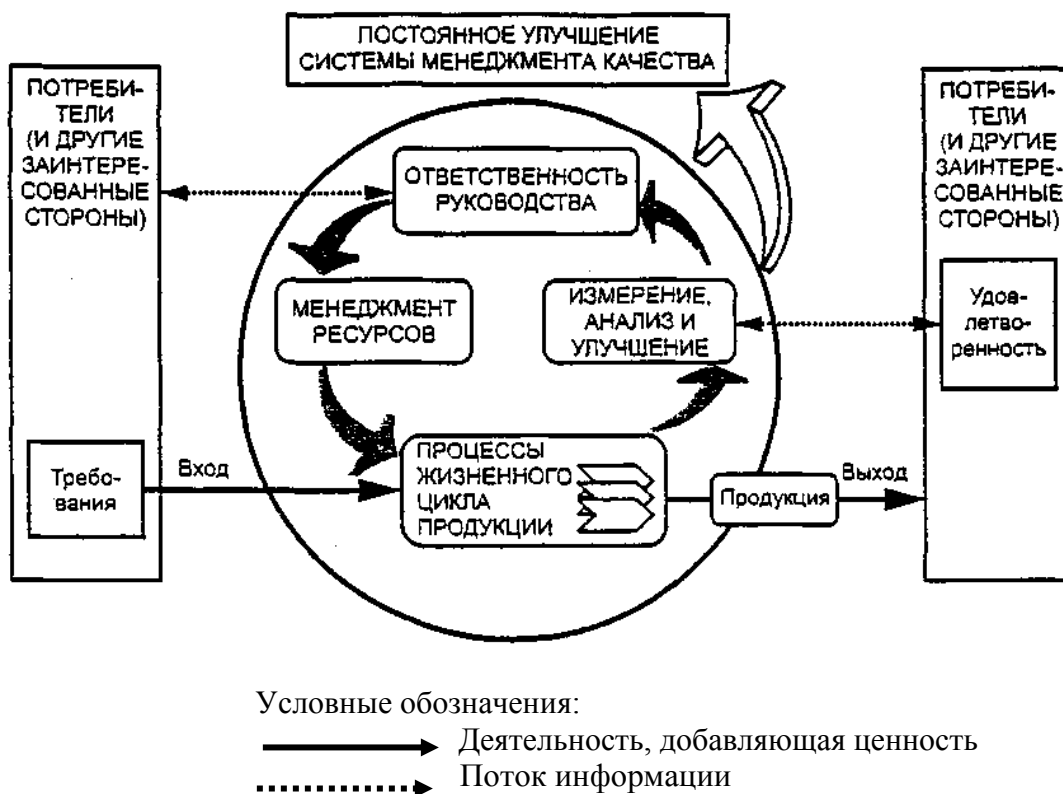 ПОСТОЯННОЕ УЛУЧШЕНИЕ
СИСТЕМЫ МЕНЕДЖМЕНТА КАЧЕСТВА
ПОТРЕБИ-
ТЕЛИ
(И ДРУГИЕ
ЗАИНТЕРЕ-
СОВАННЫЕ
СТОРОНЫ)
ОТВЕТСТВЕННОСТЬ
РУКОВОДСТВА
ПОТРЕБИ-
ТЕЛИ
(И ДРУГИЕ
ЗАИНТЕРЕ-
СОВАННЫЕ
СТОРОНЫ)
МЕНЕДЖМЕНТ
РЕСУРСОВ
ИЗМЕРЕНИЕ,
АНАЛИЗ И
УЛУЧШЕНИЕ
Удов-
летво-
ренность
Требо-
вания
Вход
ПРОЦЕССЫ
ЖИЗНЕННОГО
ЦИКЛА
ПРОДУКЦИИ
Продукция
Выход
Условные обозначения:
Деятельность, добавляющая ценность
Поток информации